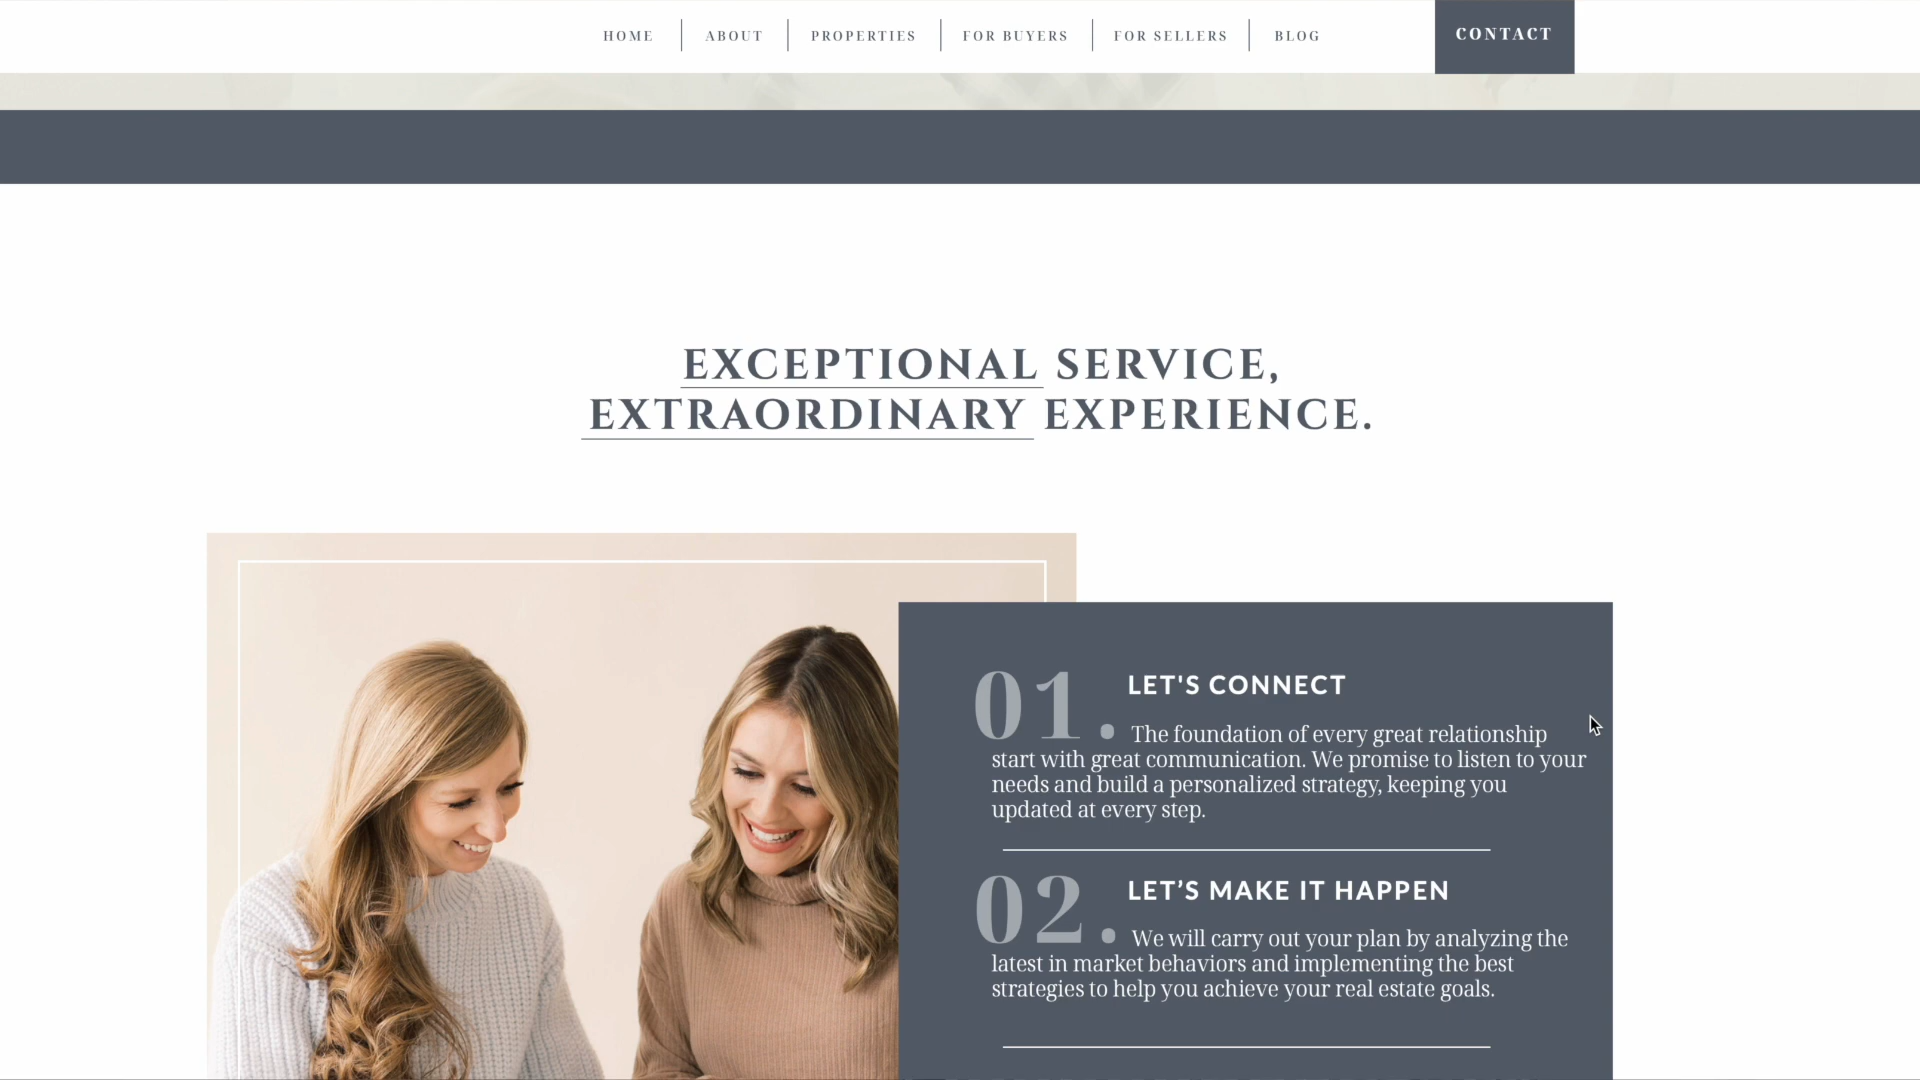 HOME ABOUT PROPERTIES FOR BUYERS FOR SELLERS BLOG CONTACT
EXCEPTIONAL SERVICE,
EXTRAORDINARY EXPERIENCE.
01. LET'S CONNECT
The foundation of every great relationship
start with great communication. We promise to listen to your
needs and build a personalized strategy, keeping you
updated at every step.
02. LET’S MAKE IT HAPPEN
We will carry out your plan by analyzing the
latest in market behaviors and implementing the best
strategies to help you achieve your real estate goals.